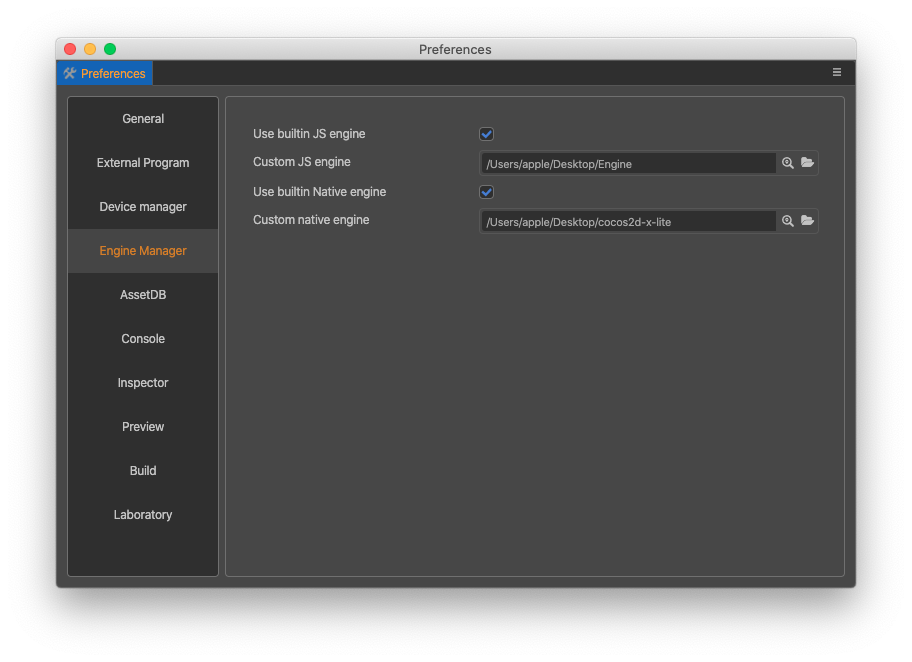 Preferences
Preferences
General
External Program
Device manager
Engine Manager
AssetDB
Console
Inspector
Preview
Build
Laboratory
Use builtin JS engine
Custom JS engine
/Users/apple/Desktop/Engine
Use builtin Native engine
Custom native engine
/Users/apple/Desktop/cocos2d-x-lite